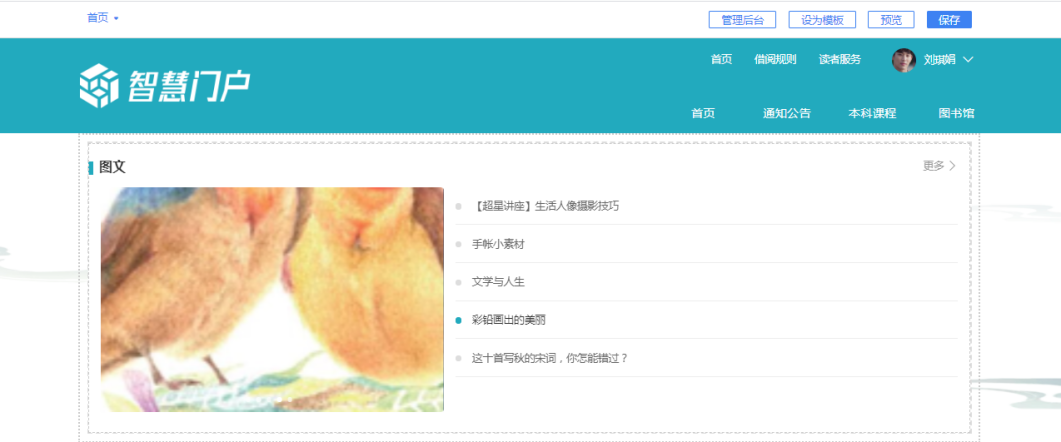 首页
管理后台 设为模板 预览 保存
首页 借阅规则 读者服务 刘娟娟
智慧门户
首页 通知公告 本科课程 图书馆
图文 更多
【超星讲座】生活人像摄影技巧
手帐小素材
文学与人生
彩铅画出的美丽
这十首写秋的宋词，你怎能错过？